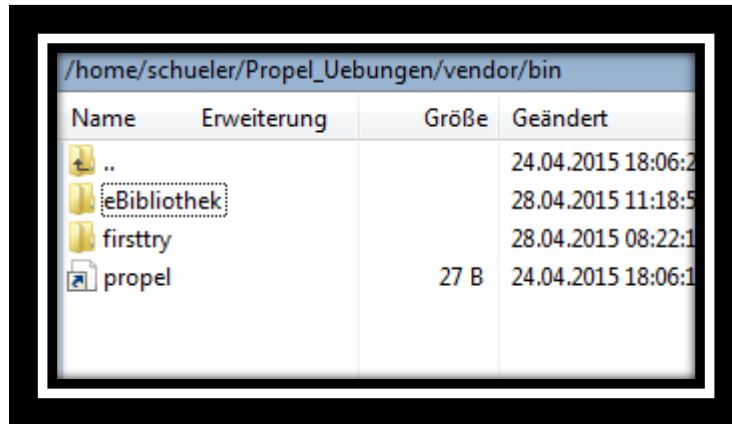 /home/schueler/Propel_Uebungen/vendor/bin
Name Erweiterung Größe Geändert
.. 24.04.2015 18:06:2
eBibliothek 28.04.2015 11:18:5
firsttry 28.04.2015 08:22:1
propel 27 B 24.04.2015 18:06:1